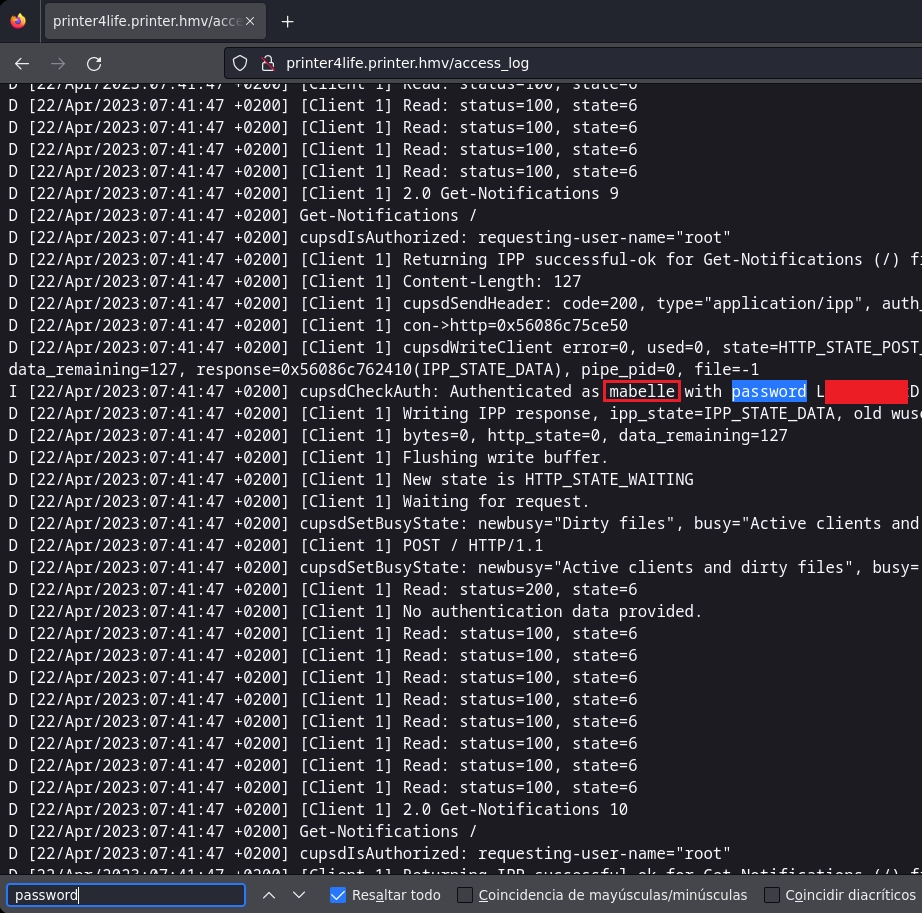 printer4life.printer.hmv/acce
printer4life.printer.hmv/access_log
D [22/Apr/2023:07:41:47 +0200] [Client 1] Read: status=100, state=6
D [22/Apr/2023:07:41:47 +0200] [Client 1] Read: status=100, state=6
D [22/Apr/2023:07:41:47 +0200] [Client 1] Read: status=100, state=6
D [22/Apr/2023:07:41:47 +0200] [Client 1] Read: status=100, state=6
D [22/Apr/2023:07:41:47 +0200] [Client 1] Read: status=100, state=6
D [22/Apr/2023:07:41:47 +0200] [Client 1] 2.0 Get-Notifications 9
D [22/Apr/2023:07:41:47 +0200] Get-Notifications /
D [22/Apr/2023:07:41:47 +0200] cupsdIsAuthorized: requesting-user-name="root"
D [22/Apr/2023:07:41:47 +0200] [Client 1] Returning IPP successful-ok for Get-Notifications (/) f
D [22/Apr/2023:07:41:47 +0200] [Client 1] Content-Length: 127
D [22/Apr/2023:07:41:47 +0200] [Client 1] cupsdSendHeader: code=200, type="application/ipp", auth_
D [22/Apr/2023:07:41:47 +0200] [Client 1] con->http=0x56086c75ce50
D [22/Apr/2023:07:41:47 +0200] [Client 1] cupsdWriteClient error=0, used=0, state=HTTP_STATE_POST_
data_remaining=127, response=0x56086c762410(IPP_STATE_DATA), pipe_pid=0, file=-1
I [22/Apr/2023:07:41:47 +0200] cupsdCheckAuth: Authenticated as mabelle with password L D
D [22/Apr/2023:07:41:47 +0200] [Client 1] Writing IPP response, ipp_state=IPP_STATE_DATA, old wus
D [22/Apr/2023:07:41:47 +0200] [Client 1] bytes=0, http_state=0, data_remaining=127
D [22/Apr/2023:07:41:47 +0200] [Client 1] Flushing write buffer.
D [22/Apr/2023:07:41:47 +0200] [Client 1] New state is HTTP_STATE_WAITING
D [22/Apr/2023:07:41:47 +0200] [Client 1] Waiting for request.
D [22/Apr/2023:07:41:47 +0200] cupsdSetBusyState: newbusy="Dirty files", busy="Active clients and
D [22/Apr/2023:07:41:47 +0200] [Client 1] POST / HTTP/1.1
D [22/Apr/2023:07:41:47 +0200] cupsdSetBusyState: newbusy="Active clients and dirty files", busy=
D [22/Apr/2023:07:41:47 +0200] [Client 1] Read: status=200, state=6
D [22/Apr/2023:07:41:47 +0200] [Client 1] No authentication data provided.
D [22/Apr/2023:07:41:47 +0200] [Client 1] Read: status=100, state=6
D [22/Apr/2023:07:41:47 +0200] [Client 1] Read: status=100, state=6
D [22/Apr/2023:07:41:47 +0200] [Client 1] Read: status=100, state=6
D [22/Apr/2023:07:41:47 +0200] [Client 1] Read: status=100, state=6
D [22/Apr/2023:07:41:47 +0200] [Client 1] Read: status=100, state=6
D [22/Apr/2023:07:41:47 +0200] [Client 1] Read: status=100, state=6
D [22/Apr/2023:07:41:47 +0200] [Client 1] Read: status=100, state=6
D [22/Apr/2023:07:41:47 +0200] [Client 1] Read: status=100, state=6
D [22/Apr/2023:07:41:47 +0200] [Client 1] 2.0 Get-Notifications 10
D [22/Apr/2023:07:41:47 +0200] Get-Notifications /
D [22/Apr/2023:07:41:47 +0200] cupsdIsAuthorized: requesting-user-name="root"
D [22/Apr/2023:07:41:47 +0200] [Client 1] Returning IPP successful-ok for Get-Notifications (/) f
password Resaltar todo Coincidencia de mayúsculas/minúsculas Coincidir diacríticos